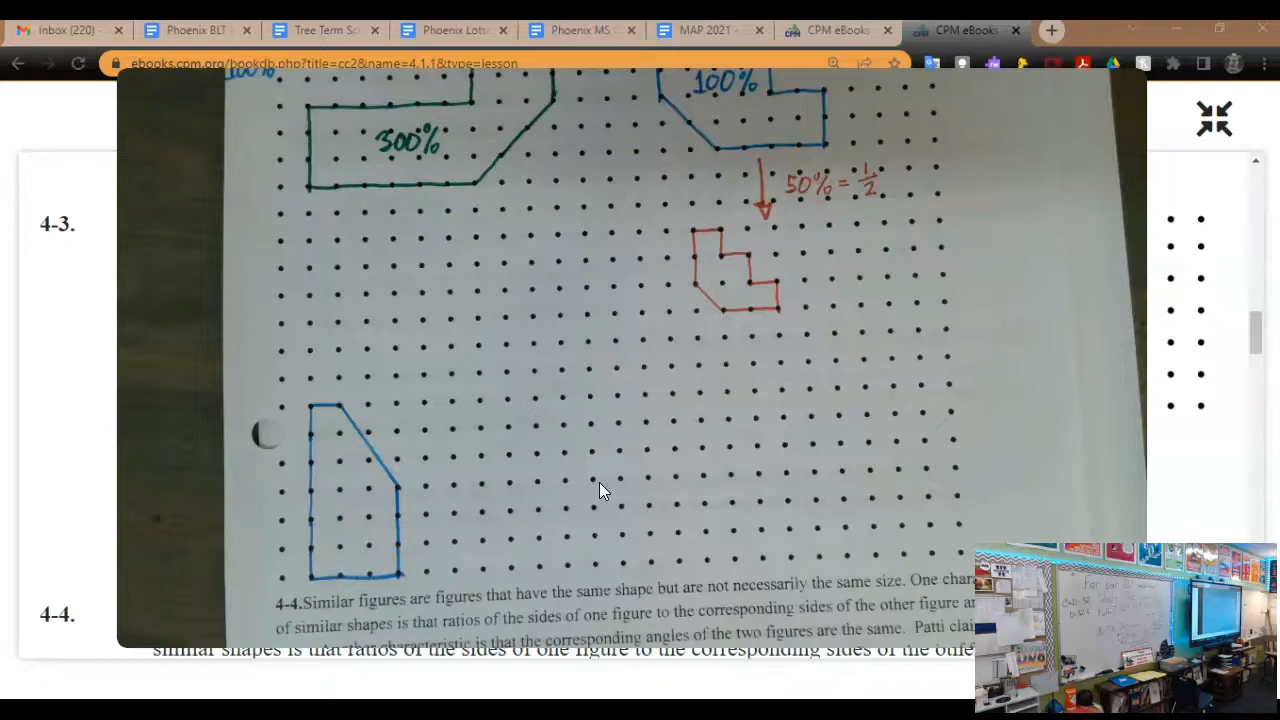 Inbox (220) -
Phoenix BLT
Tree Term Sc
Phoenix Lott
Phoenix MS C
MAP 2021 -
CPM eBooks
CPM eBooks
ebooks.cpm.org/bookdb.php?title=cc2&name=4.1.1&type=lesson
100%
300%
100%
50% = 1/2
4-3.
4-4.Similar figures are figures that have the same shape but are not necessarily the same size. One char
of similar shapes is that ratios of the sides of one figure to the corresponding sides of the other figure a
characteristic is that the corresponding angles of the two figures are the same. Patti clai
4-4.
similar shapes is that ratios of the sides of one figure to the corresponding sides of the